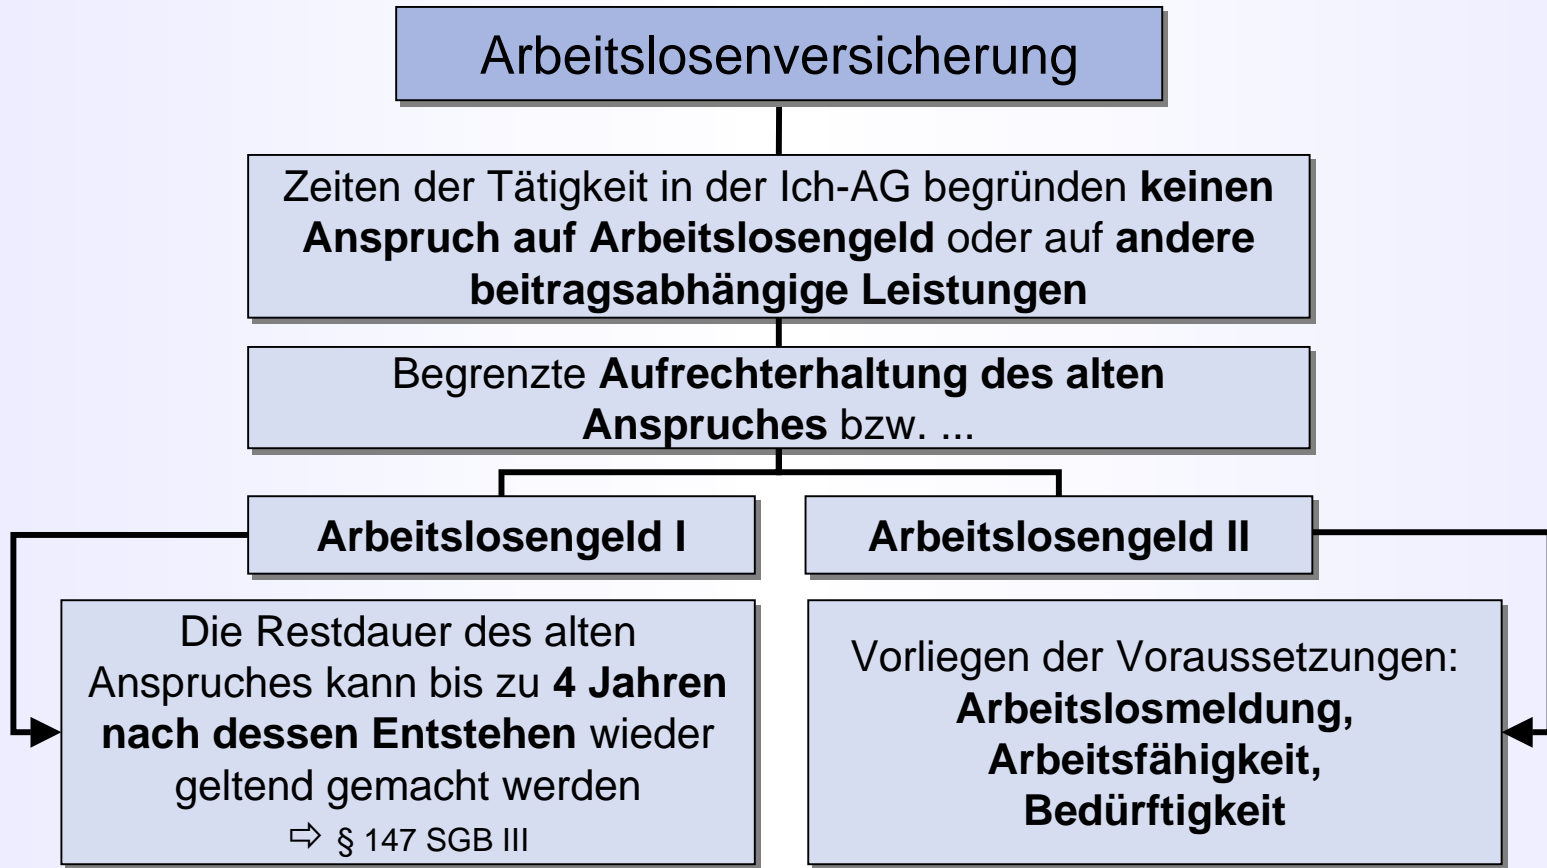 Arbeitslosenversicherung
Zeiten der Tätigkeit in der Ich-AG begründen keinen
Anspruch auf Arbeitslosengeld oder auf andere
beitragsabhängige Leistungen
Begrenzte Aufrechterhaltung des alten
Anspruches bzw. ...
Arbeitslosengeld I
Die Restdauer des alten
Anspruches kann bis zu 4 Jahren
nach dessen Entstehen wieder
geltend gemacht werden
⇨ § 147 SGB III
Arbeitslosengeld II
Vorliegen der Voraussetzungen:
Arbeitslosmeldung,
Arbeitsfähigkeit,
Bedürftigkeit